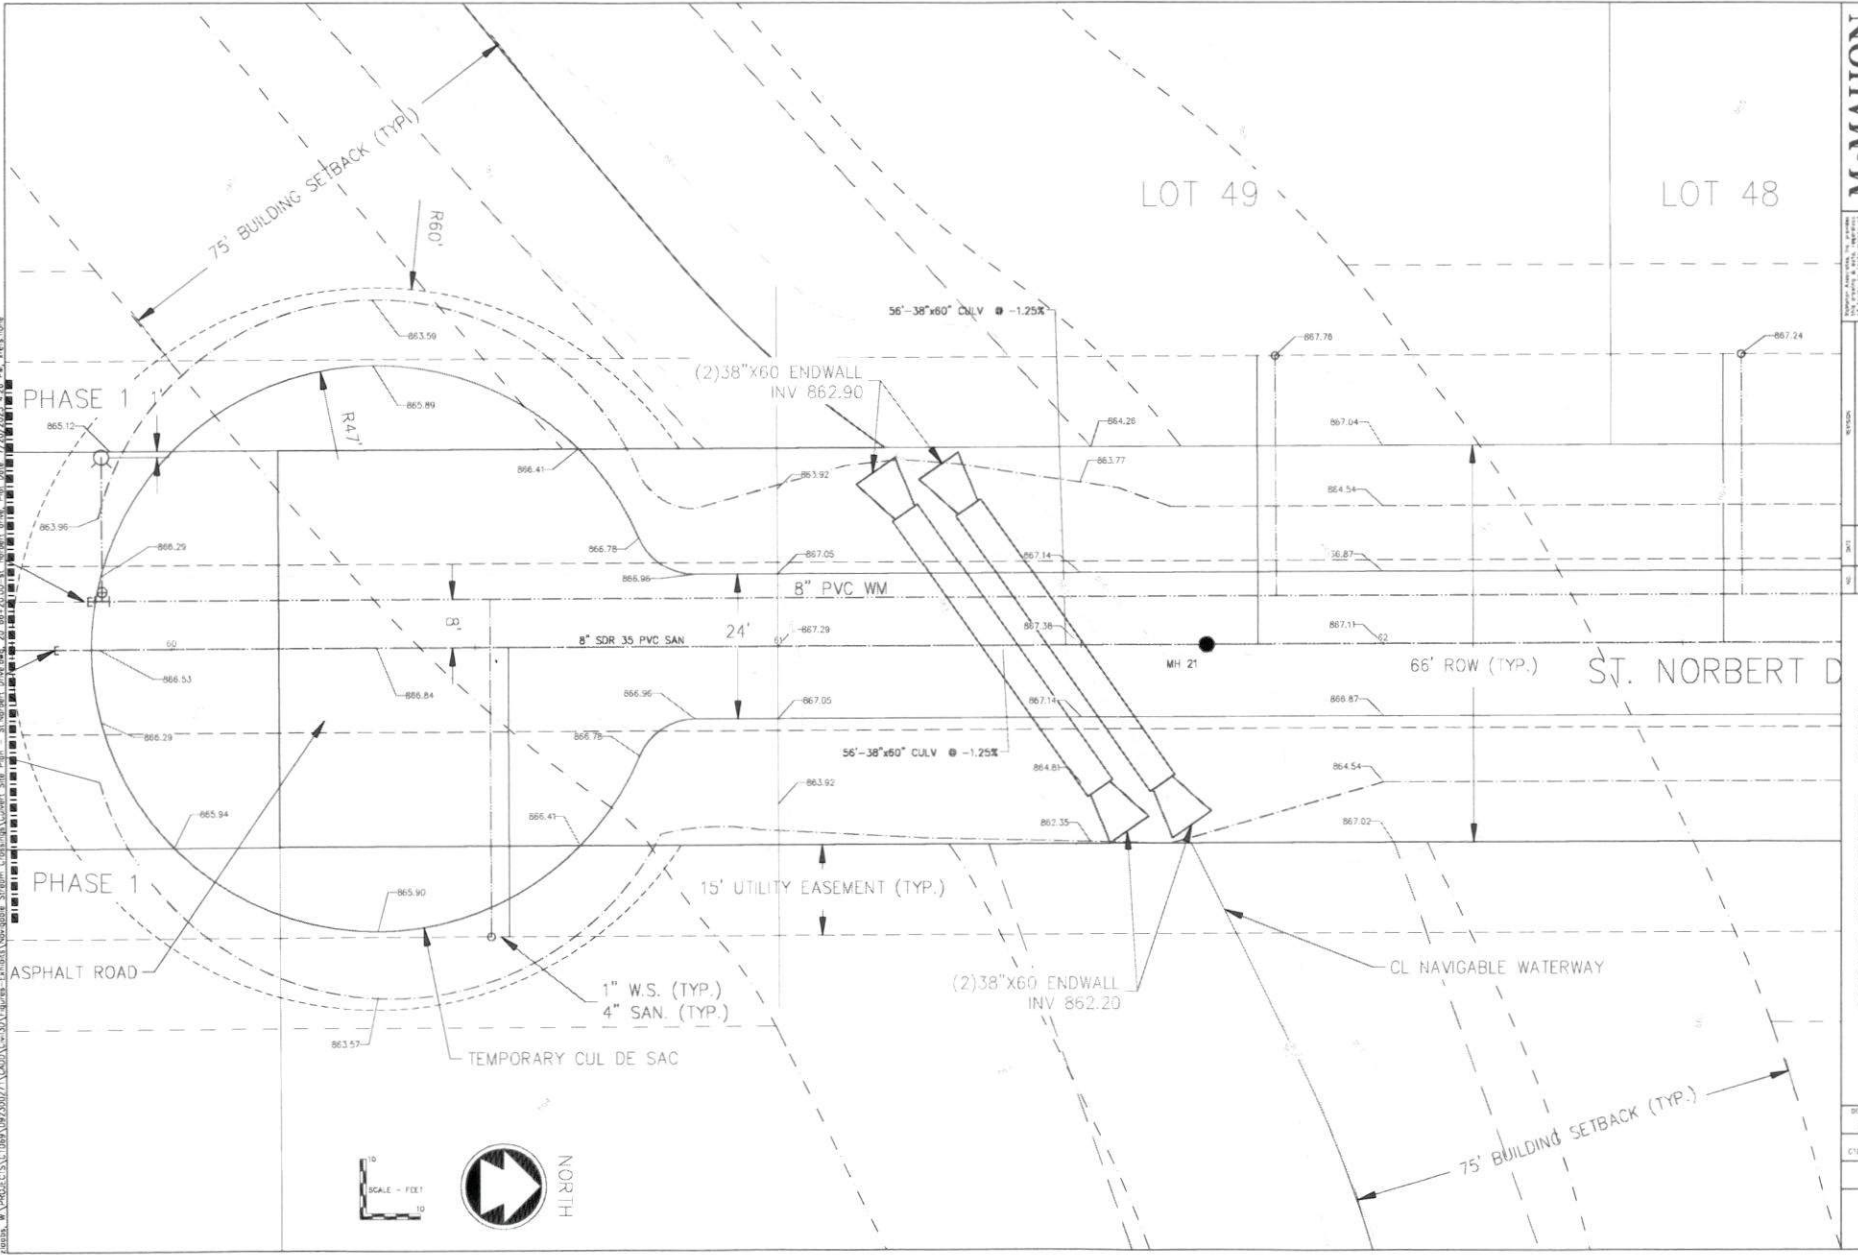 75' BUILDING SETBACK (TYP.)
R60'
LOT 49
LOT 48
56'-38"x60" CULV @ -1.25%
863.59
867.76
867.24
(2)38"X60 ENDWALL
INV 862.90
PHASE 1
865.12
865.89
R47'
864.26
867.04
866.41
863.92
863.77
864.54
863.96
866.29
866.78
867.05
867.14
866.96
8" PVC WM
8'
60
8" SDR 35 PVC SAN
24'
61
867.29
867.38
867.11
62
MH 21
66' ROW (TYP.)
ST. NORBERT D
866.53
866.84
866.96
867.05
867.14
866.87
866.29
866.78
56'-38"x60" CULV @ -1.25%
864.81
864.54
863.92
865.94
866.41
862.35
867.02
PHASE 1
865.90
15' UTILITY EASEMENT (TYP.)
ASPHALT ROAD
1" W.S. (TYP.)
4" SAN. (TYP.)
(2)38"X60 ENDWALL
INV 862.20
CL NAVIGABLE WATERWAY
863.57
TEMPORARY CUL DE SAC
75' BUILDING SETBACK (TYP.)
10
SCALE - FEET
10
NORTH